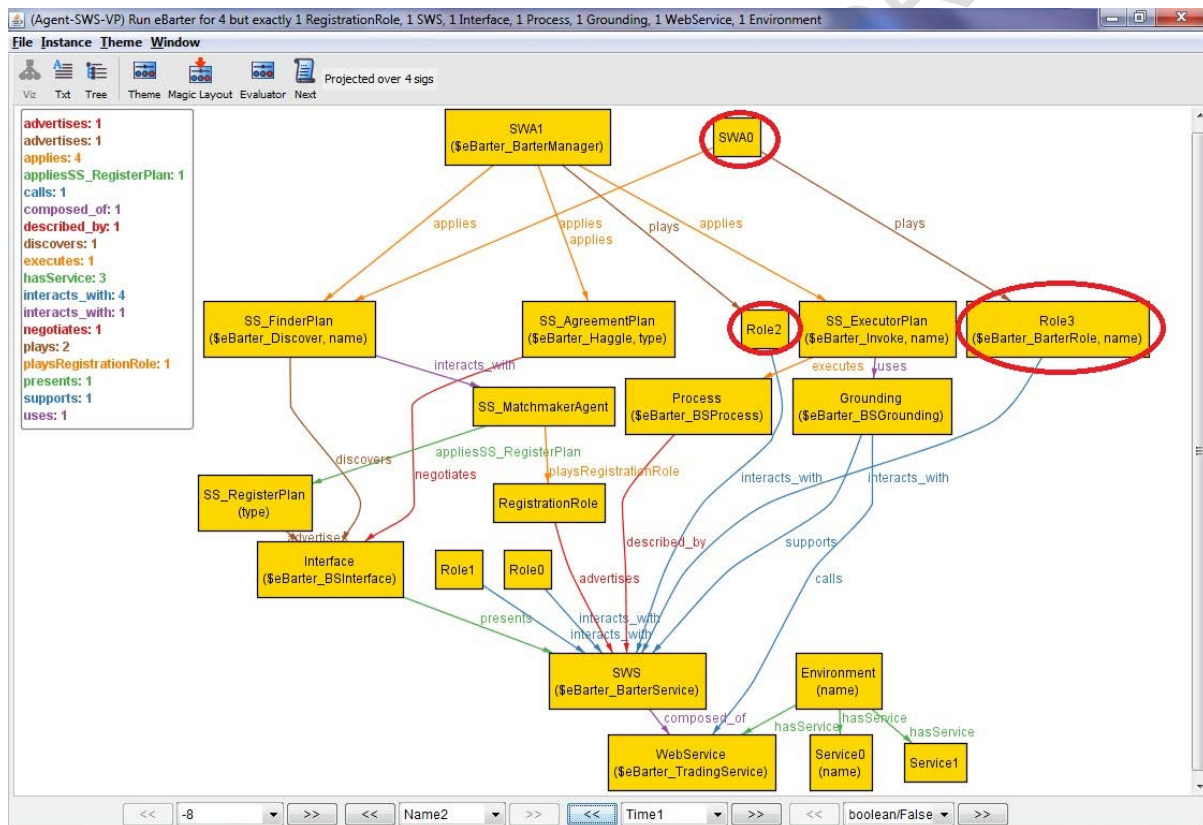 (Agent-SWS-VP) Run eBarter for 4 but exactly 1 RegistrationRole, 1 SWS, 1 Interface, 1 Process, 1 Grounding, 1 WebService, 1 Environment
File Instance Theme Window
Viz Txt Tree Theme Magic Layout Evaluator Next Projected over 4 sigs
advertises: 1
advertises: 1
applies: 4
appliesSS_RegisterPlan: 1
calls: 1
composed_of: 1
described_by: 1
discovers: 1
executes: 1
hasService: 3
interacts_with: 4
interacts_with: 1
negotiates: 1
plays: 2
playsRegistrationRole: 1
presents: 1
supports: 1
uses: 1
SWA1
($eBarter_BarterManager)
SWA0
applies
applies
applies
plays
applies
plays
SS_FinderPlan
($eBarter_Discover, name)
SS_AgreementPlan
($eBarter_Haggle, type)
Role2
SS_ExecutorPlan
($eBarter_Invoke, name)
Role3
($eBarter_BarterRole, name)
interacts_with
executes
uses
SS_MatchmakerAgent
Process
($eBarter_BSProcess)
Grounding
($eBarter_BSGrounding)
appliesSS_RegisterPlan
discovers
negotiates
playsRegistrationRole
interacts_with
interacts_with
SS_RegisterPlan
(type)
RegistrationRole
advertises
described_by
supports
Interface
($eBarter_BSInterface)
Role1
Role0
advertises
calls
presents
interacts_with
interacts_with
SWS
($eBarter_BarterService)
Environment
(name)
composed_of
hasService
hasService
hasService
WebService
($eBarter_TradingService)
Service0
(name)
Service1
<< -8 >> << Name2 >> << Time1 >> << boolean/False >>